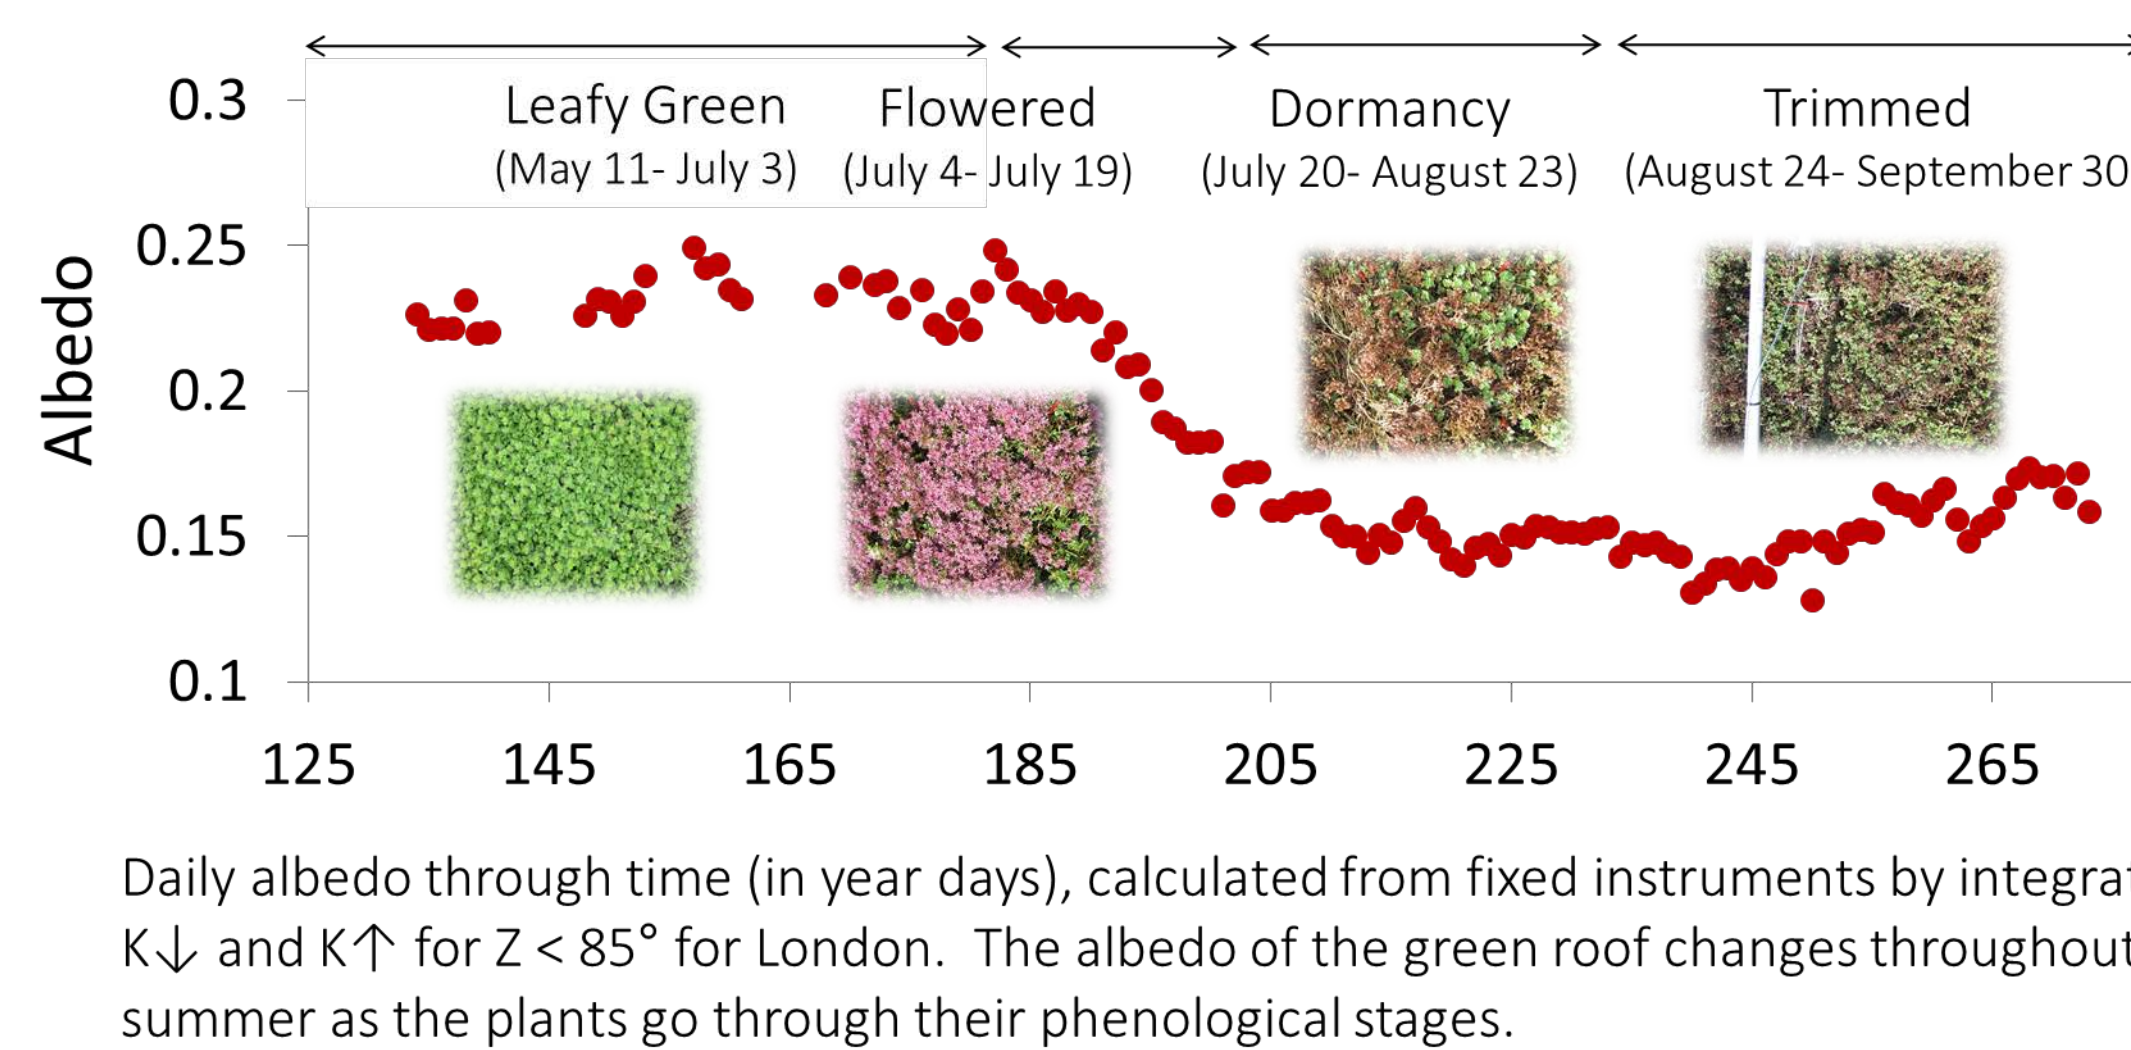 Leafy Green Flowered Dormancy Trimmed
(May 11- July 3) (July 4- July 19) (July 20- August 23) (August 24- September 30
0.3
0.25
0.2
0.15
0.1
Albedo
125 145 165 185 205 225 245 265
Daily albedo through time (in year days), calculated from fixed instruments by integrat
K↓ and K↑ for Z < 85° for London. The albedo of the green roof changes throughout
summer as the plants go through their phenological stages.